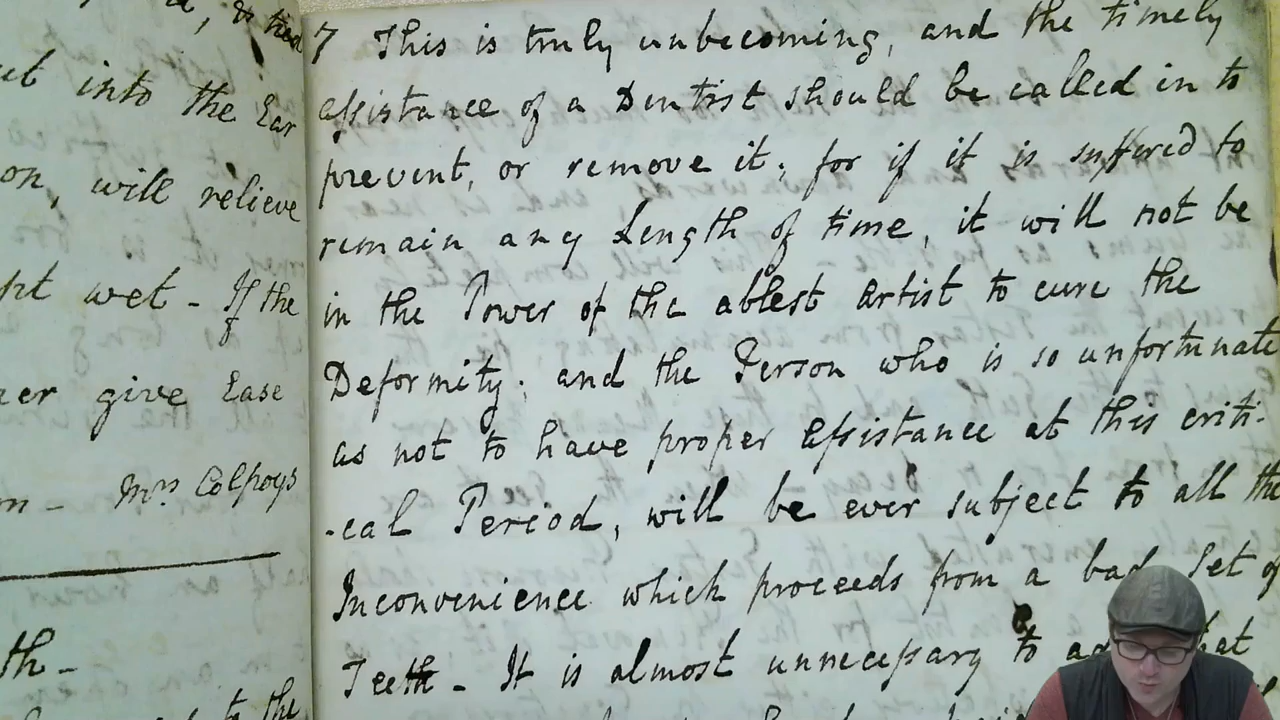 into the Ear
on, will relieve
pt wet - If the
give Ease
Mrs Colpoys
th -
to the
7 This is truly unbecoming, and the timely
assistance of a Dentist should be called in to
prevent, or remove it; for if it is suffered to
remain any Length of time, it will not be
in the Power of the ablest Artist to cure the
Deformity; and the Person who is so unfortunate
as not to have proper Assistance at this criti-
-cal Period, will be ever subject to all the
Inconvenience which proceeds from a bad Set of
Teeth - It is almost unnecessary to